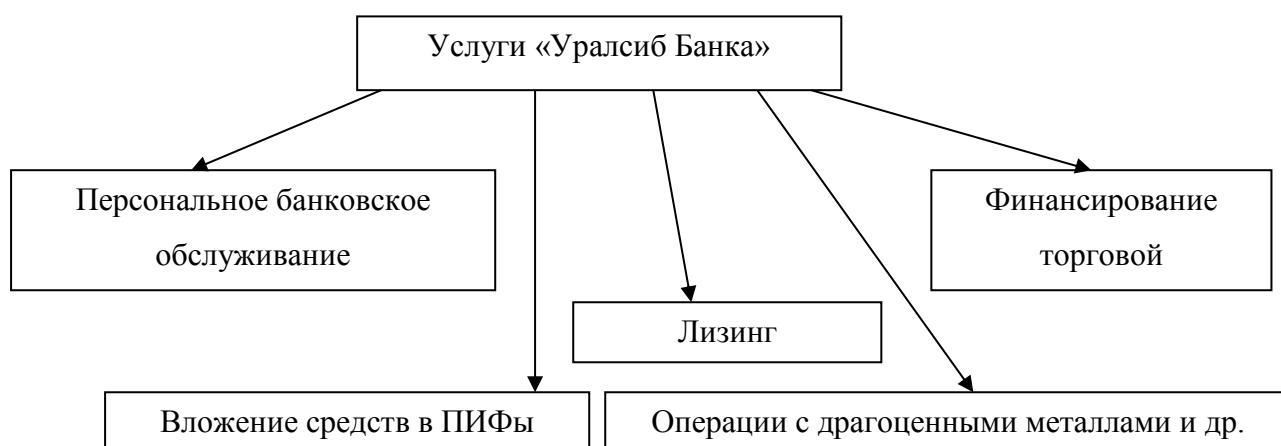 Услуги «Уралсиб Банка»
Персональное банковское
обслуживание
Финансирование
торговой
Лизинг
Вложение средств в ПИФы
Операции с драгоценными металлами и др.